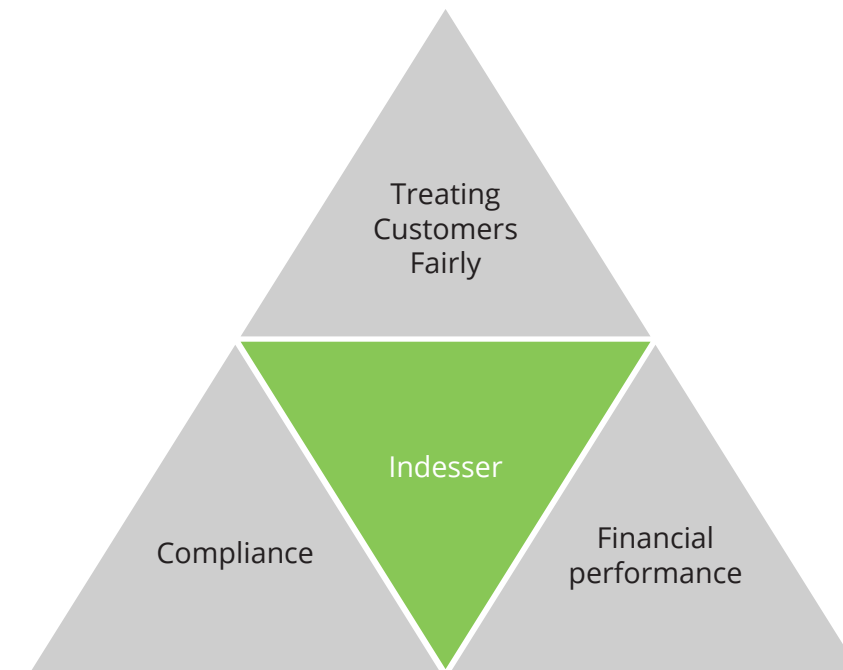 Treating
Customers
Fairly
Indesser
Compliance
Financial
performance